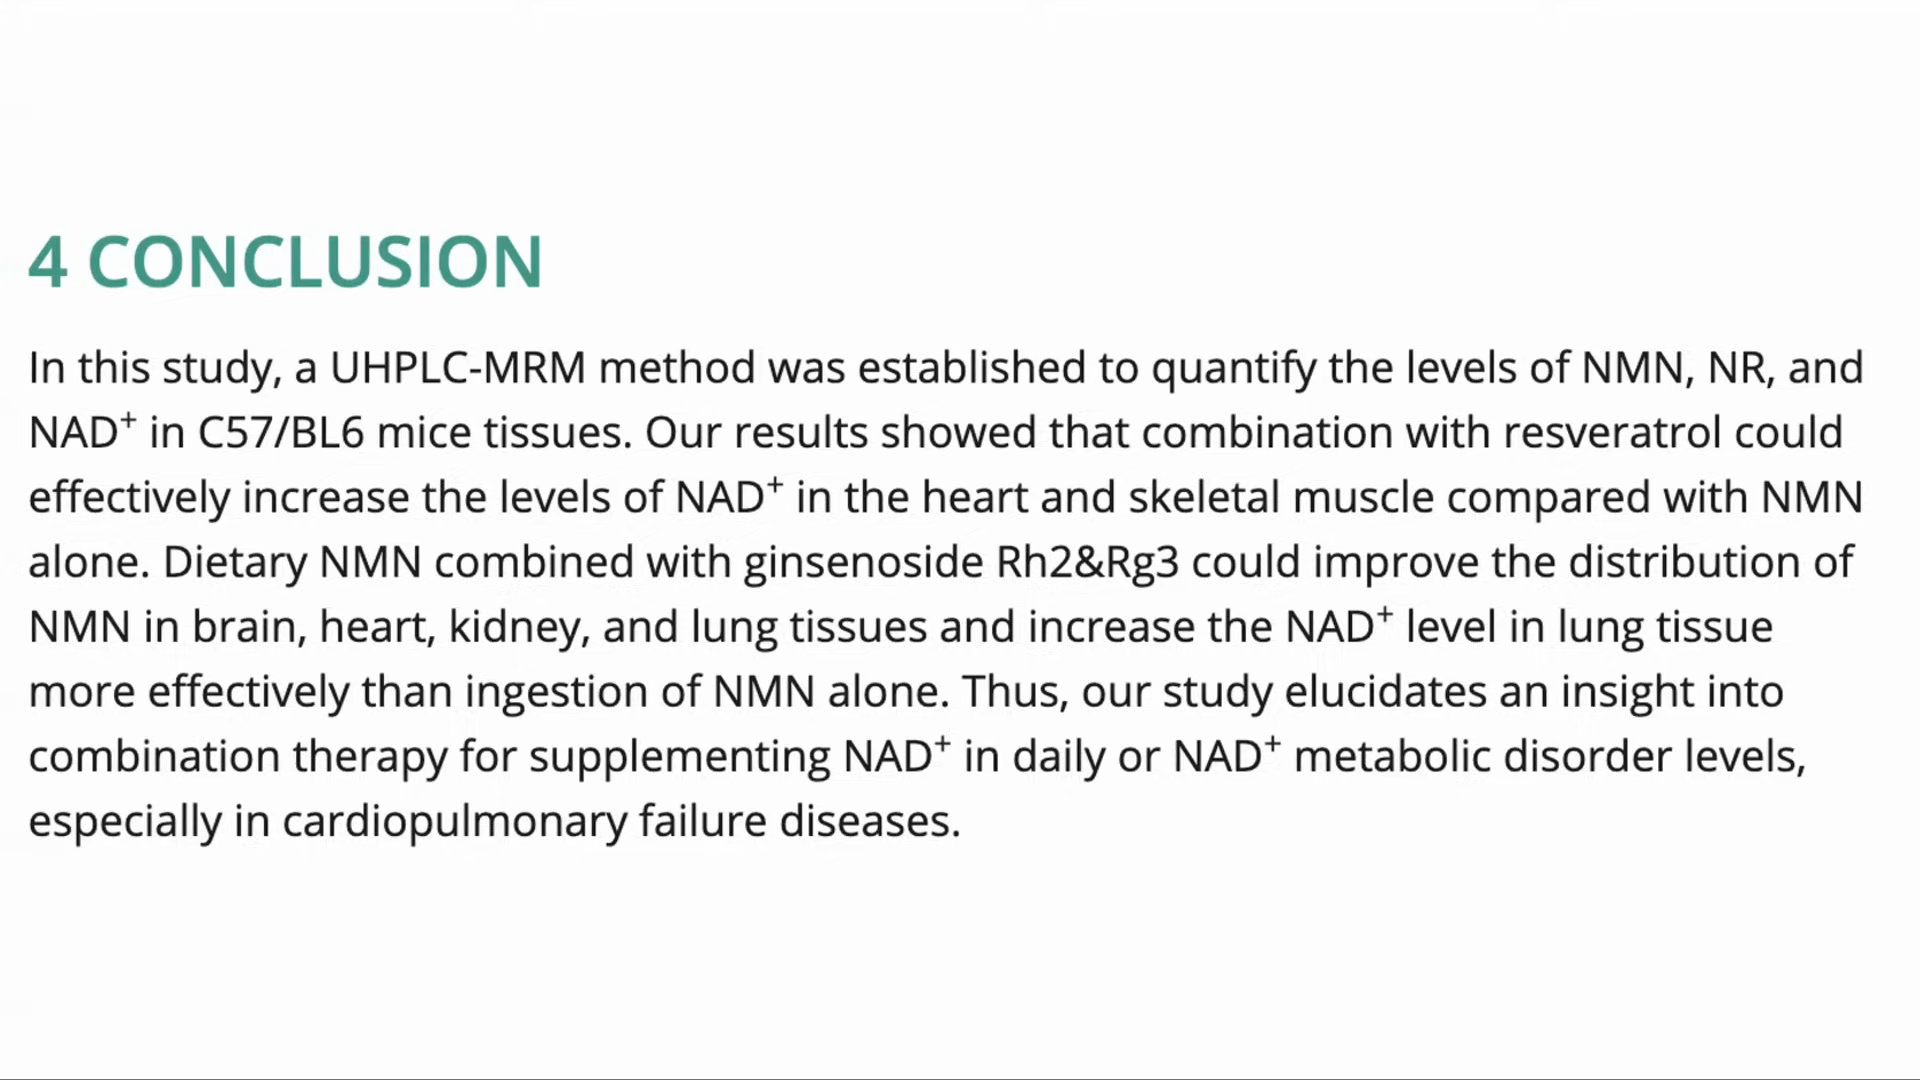 4 CONCLUSION
In this study, a UHPLC-MRM method was established to quantify the levels of NMN, NR, and
NAD⁺ in C57/BL6 mice tissues. Our results showed that combination with resveratrol could
effectively increase the levels of NAD⁺ in the heart and skeletal muscle compared with NMN
alone. Dietary NMN combined with ginsenoside Rh2&Rg3 could improve the distribution of
NMN in brain, heart, kidney, and lung tissues and increase the NAD⁺ level in lung tissue
more effectively than ingestion of NMN alone. Thus, our study elucidates an insight into
combination therapy for supplementing NAD⁺ in daily or NAD⁺ metabolic disorder levels,
especially in cardiopulmonary failure diseases.